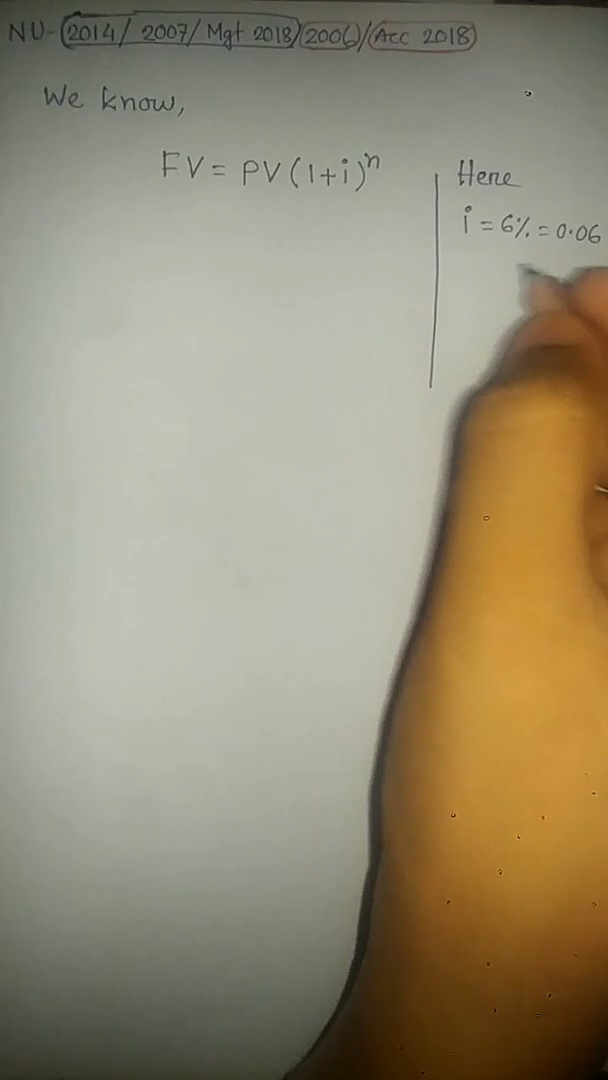 NU-(2014/ 2007/ Mgt 2018)(2006)/(Acc 2018)
We know,
FV = PV(1+i)ⁿ
Here
i = 6% = 0.06